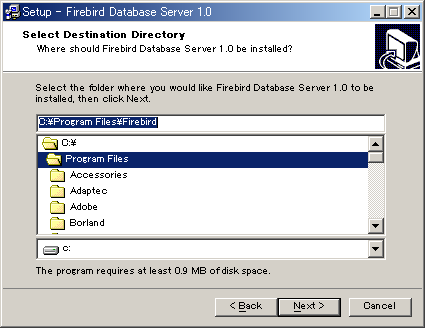 Setup - Firebird Database Server 1.0
Select Destination Directory
Where should Firebird Database Server 1.0 be installed?
Select the folder where you would like Firebird Database Server 1.0 to be
installed, then click Next.
C:¥Program Files¥Firebird
C:¥
Program Files
Accessories
Adaptec
Adobe
Borland
c:
The program requires at least 0.9 MB of disk space.
< Back
Next >
Cancel